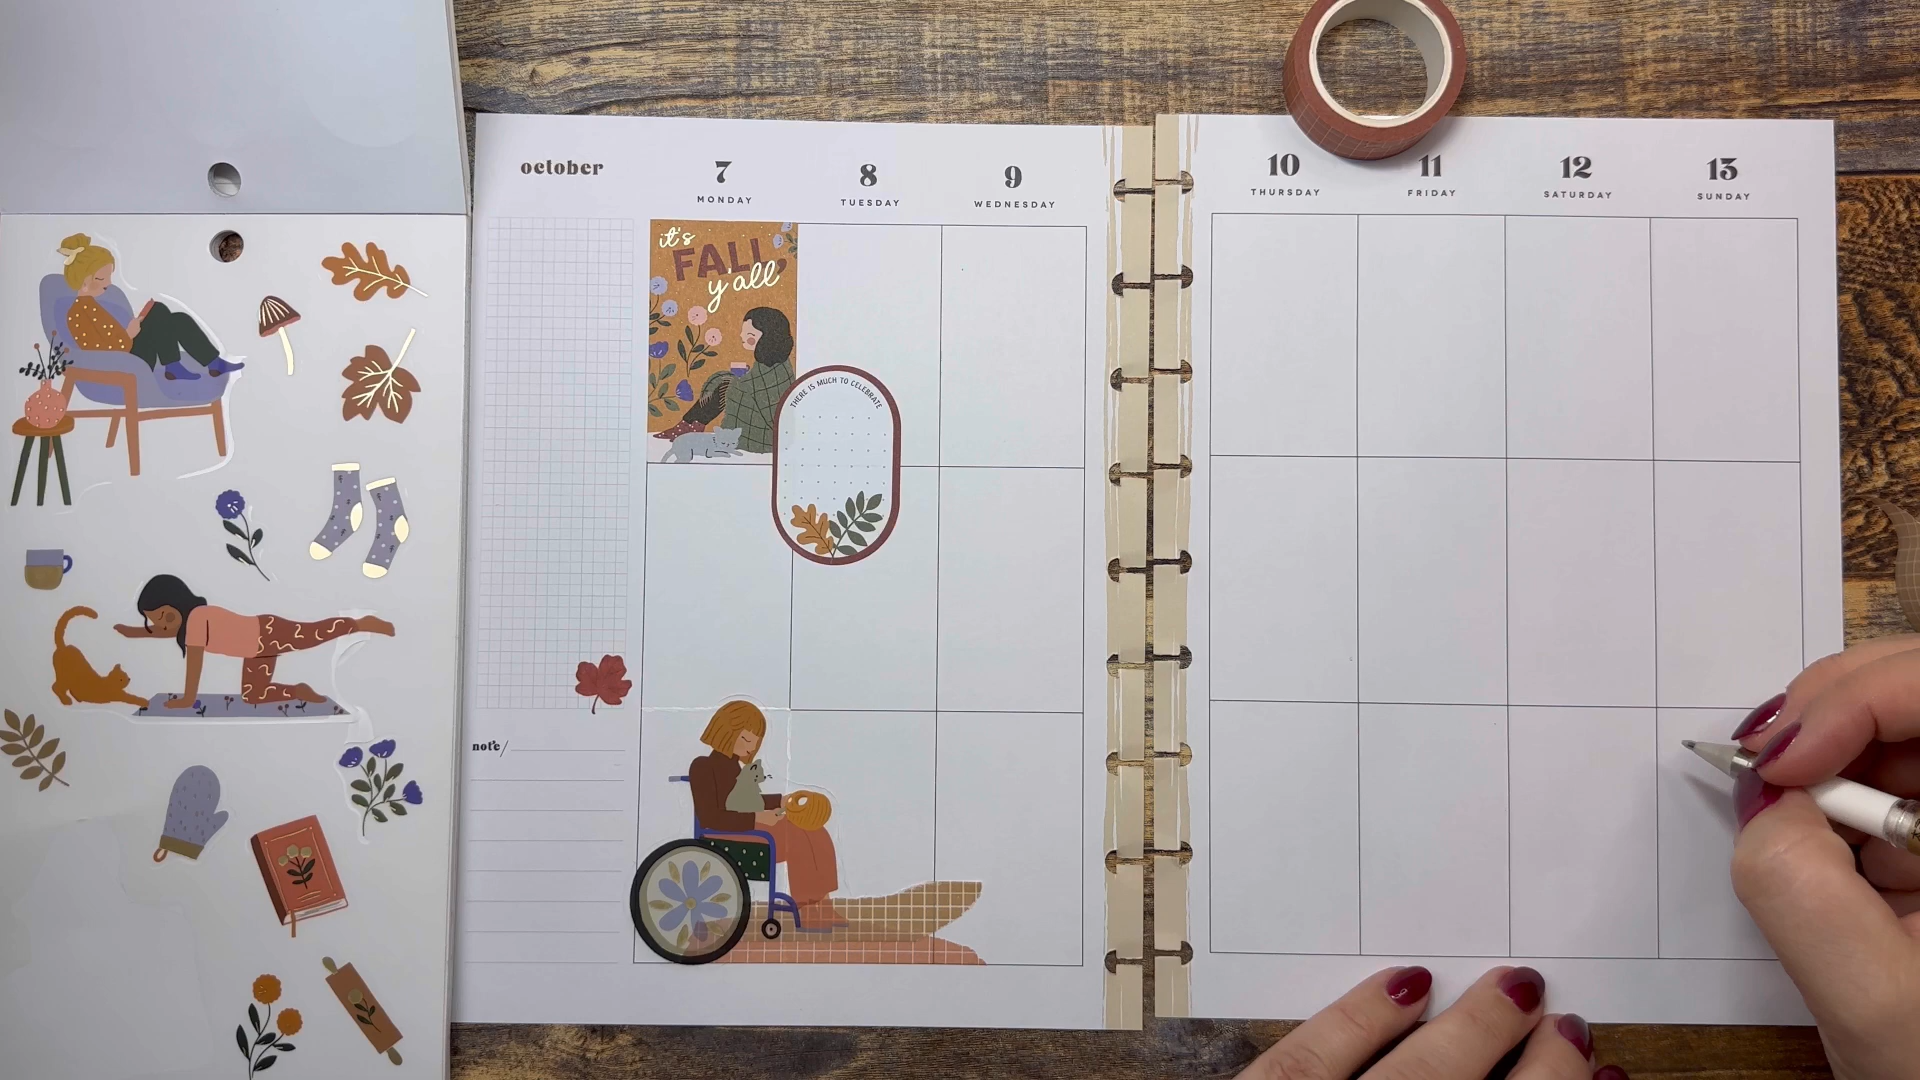 october
7
MONDAY
8
TUESDAY
9
WEDNESDAY
10
THURSDAY
11
FRIDAY
12
SATURDAY
13
SUNDAY
it's
FALL,
y'all
THERE IS MUCH TO CELEBRATE
note/